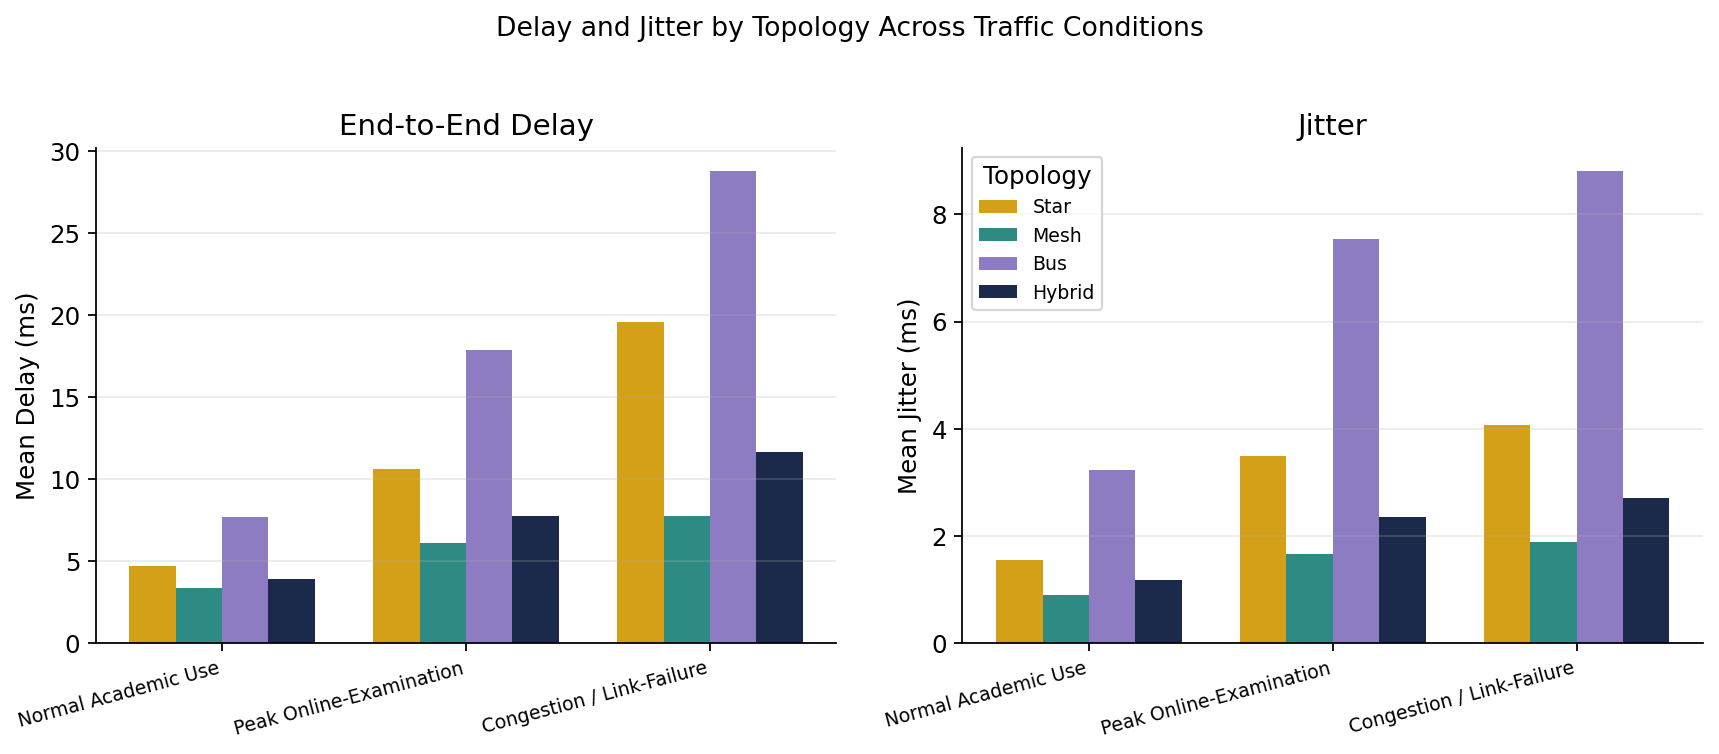 Delay and Jitter by Topology Across Traffic Conditions
End-to-End Delay
Mean Delay (ms)
30
25
20
15
10
5
0
Normal Academic Use
Peak Online-Examination
Congestion / Link-Failure
Jitter
Mean Jitter (ms)
8
6
4
2
0
Topology
Star
Mesh
Bus
Hybrid
Normal Academic Use
Peak Online-Examination
Congestion / Link-Failure